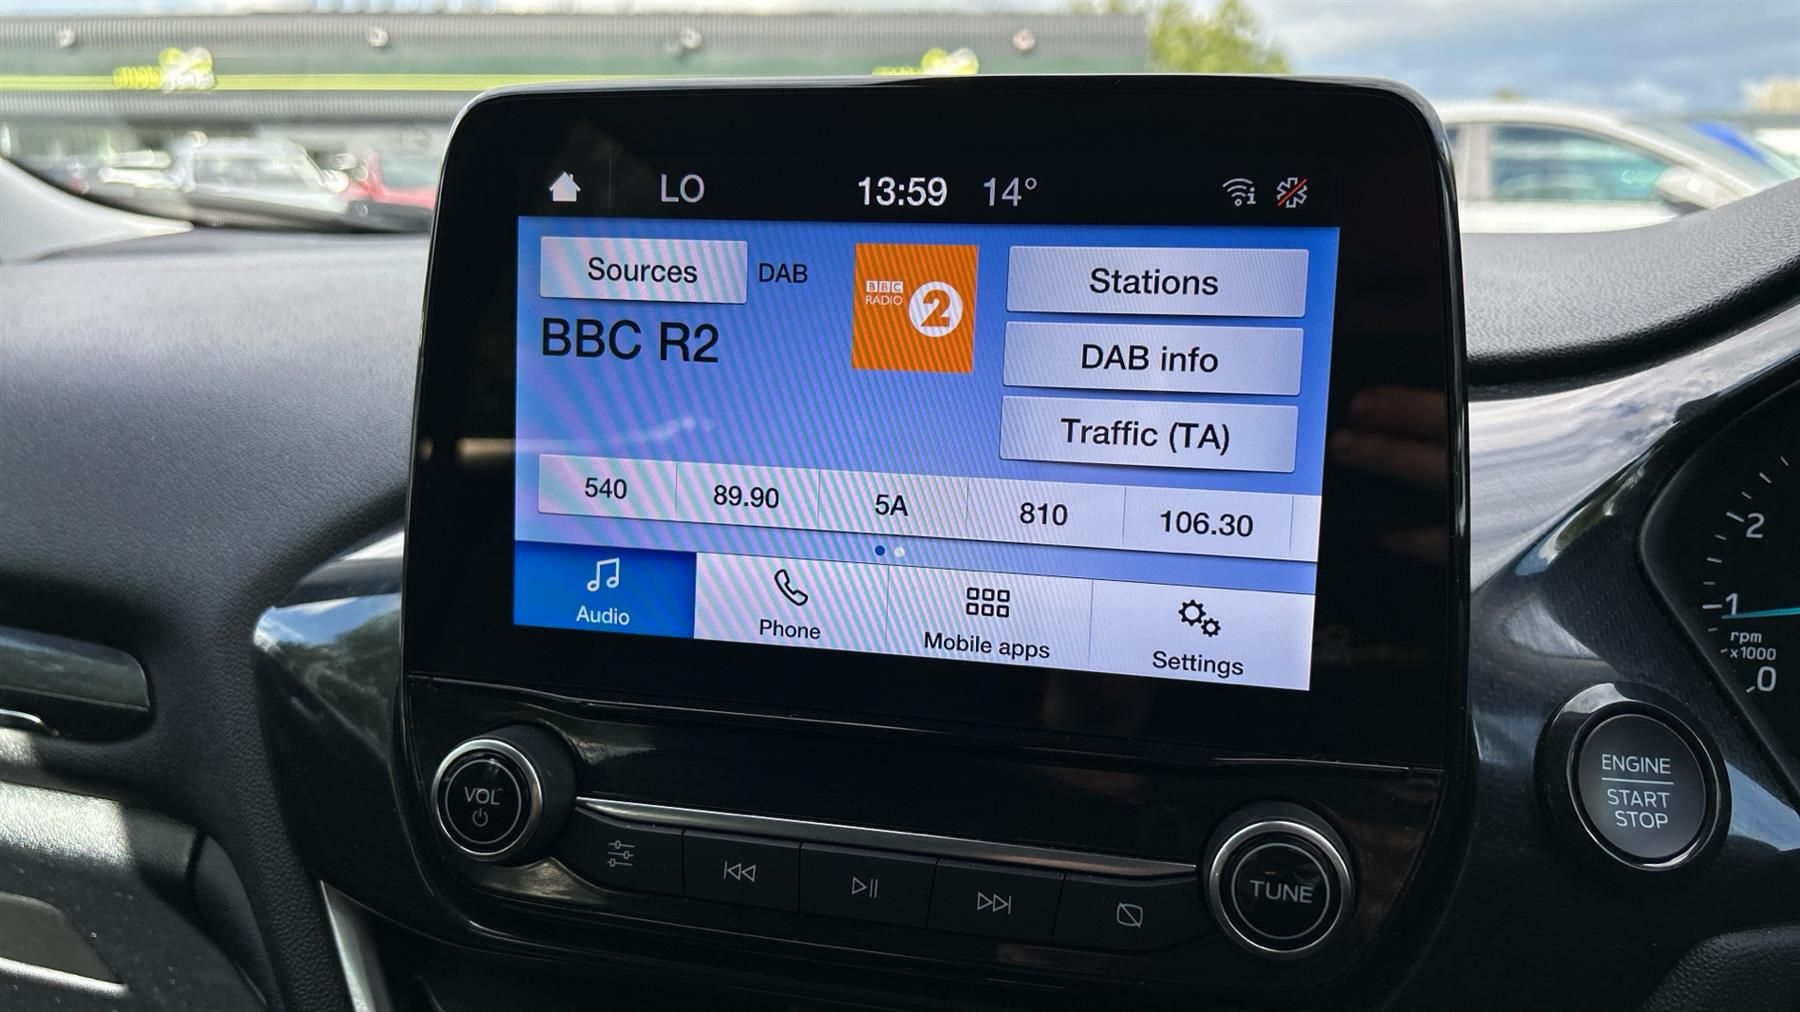 LO 13:59 14°
Sources DAB
BBC
RADIO 2
Stations
BBC R2
DAB info
Traffic (TA)
540 89.90 5A 810 106.30
Audio Phone Mobile apps Settings
VOL
TUNE
ENGINE
START
STOP
2
1
rpm
x1000
0